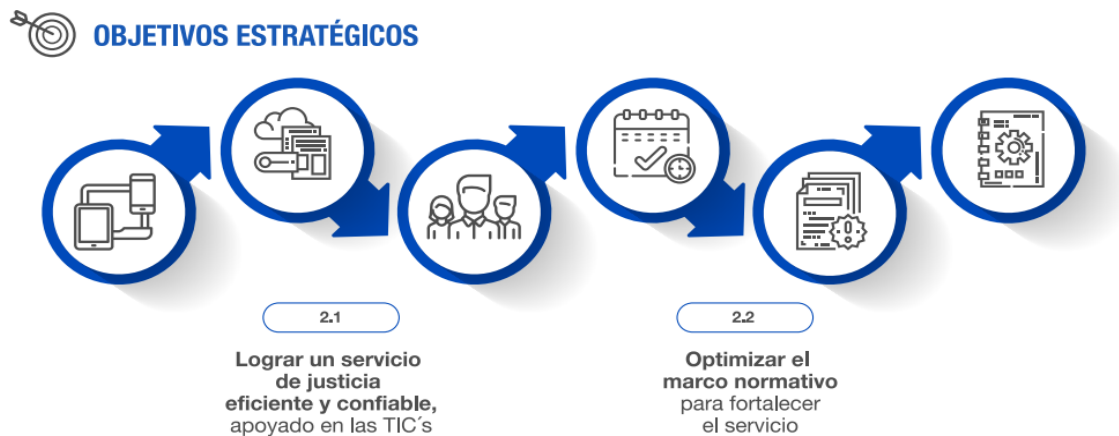 OBJETIVOS ESTRATÉGICOS
2.1
Lograr un servicio
de justicia
eficiente y confiable,
apoyado en las TIC´s
2.2
Optimizar el
marco normativo
para fortalecer
el servicio